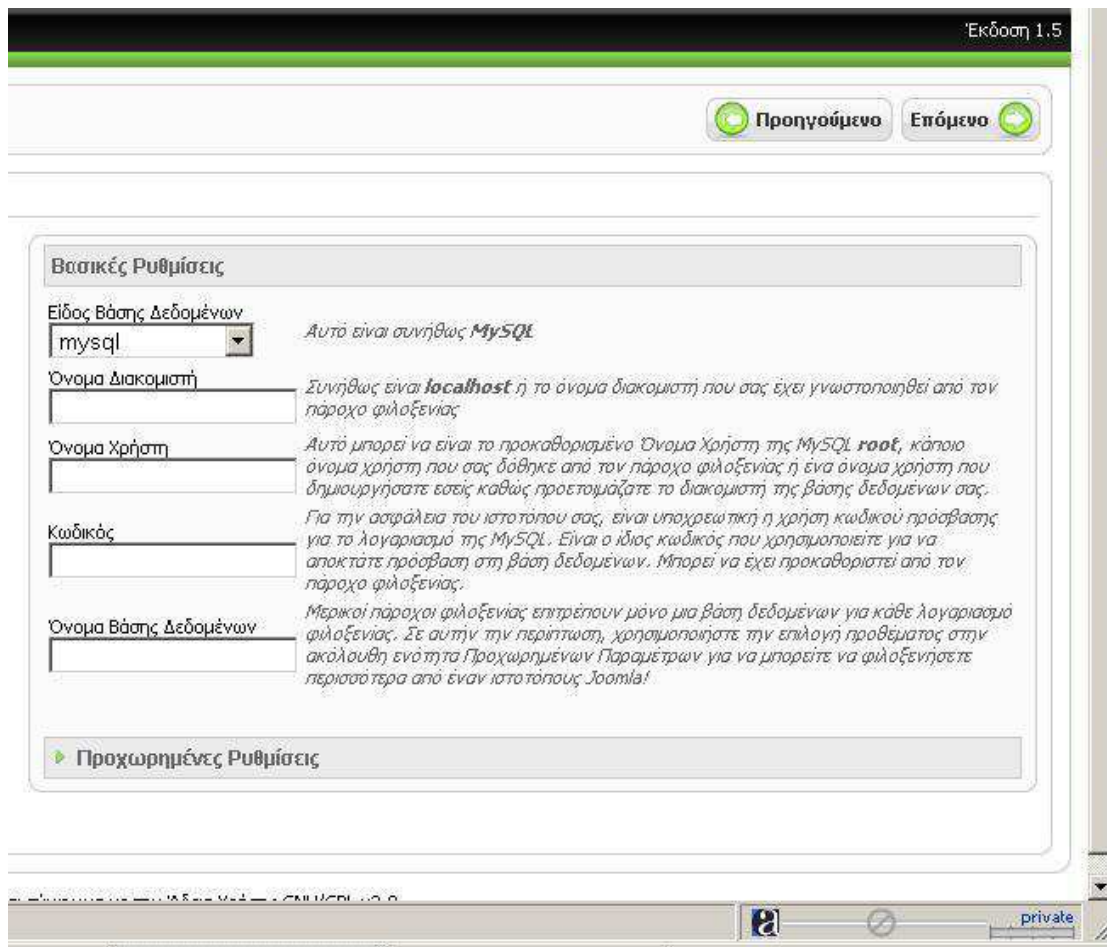 Έκδοση 1.5
Προηγούμενο Επόμενο
Βασικές Ρυθμίσεις
Είδος Βάσης Δεδομένων
mysql
Αυτό είναι συνήθως MySQL
Όνομα Διακομιστή
Συνήθως είναι localhost ή το όνομα διακομιστή που σας έχει γνωστοποιηθεί από τον
πάροχο φιλοξενίας
Όνομα Χρήστη
Αυτό μπορεί να είναι το προκαθορισμένο Όνομα Χρήστη της MySQL root, κάποιο
όνομα χρήστη που σας δόθηκε από τον πάροχο φιλοξενίας ή ένα όνομα χρήστη που
δημιουργήσατε εσείς καθώς προετοιμάζατε το διακομιστή της βάσης δεδομένων σας.
Κωδικός
Για την ασφάλεια του ιστοτόπου σας, είναι υποχρεωτική η χρήση κωδικού πρόσβασης
για το λογαριασμό της MySQL. Είναι ο ίδιος κωδικός που χρησιμοποιείτε για να
αποκτάτε πρόσβαση στη βάση δεδομένων. Μπορεί να έχει προκαθοριστεί από τον
πάροχο φιλοξενίας.
Όνομα Βάσης Δεδομένων
Μερικοί πάροχοι φιλοξενίας επιτρέπουν μόνο μια βάση δεδομένων για κάθε λογαριασμό
φιλοξενίας. Σε αυτήν την περίπτωση, χρησιμοποιήστε την επιλογή προθέματος στην
ακόλουθη ενότητα Προχωρημένων Παραμέτρων για να μπορείτε να φιλοξενήσετε
περισσότερα από έναν ιστοτόπους Joomla!
Προχωρημένες Ρυθμίσεις
private